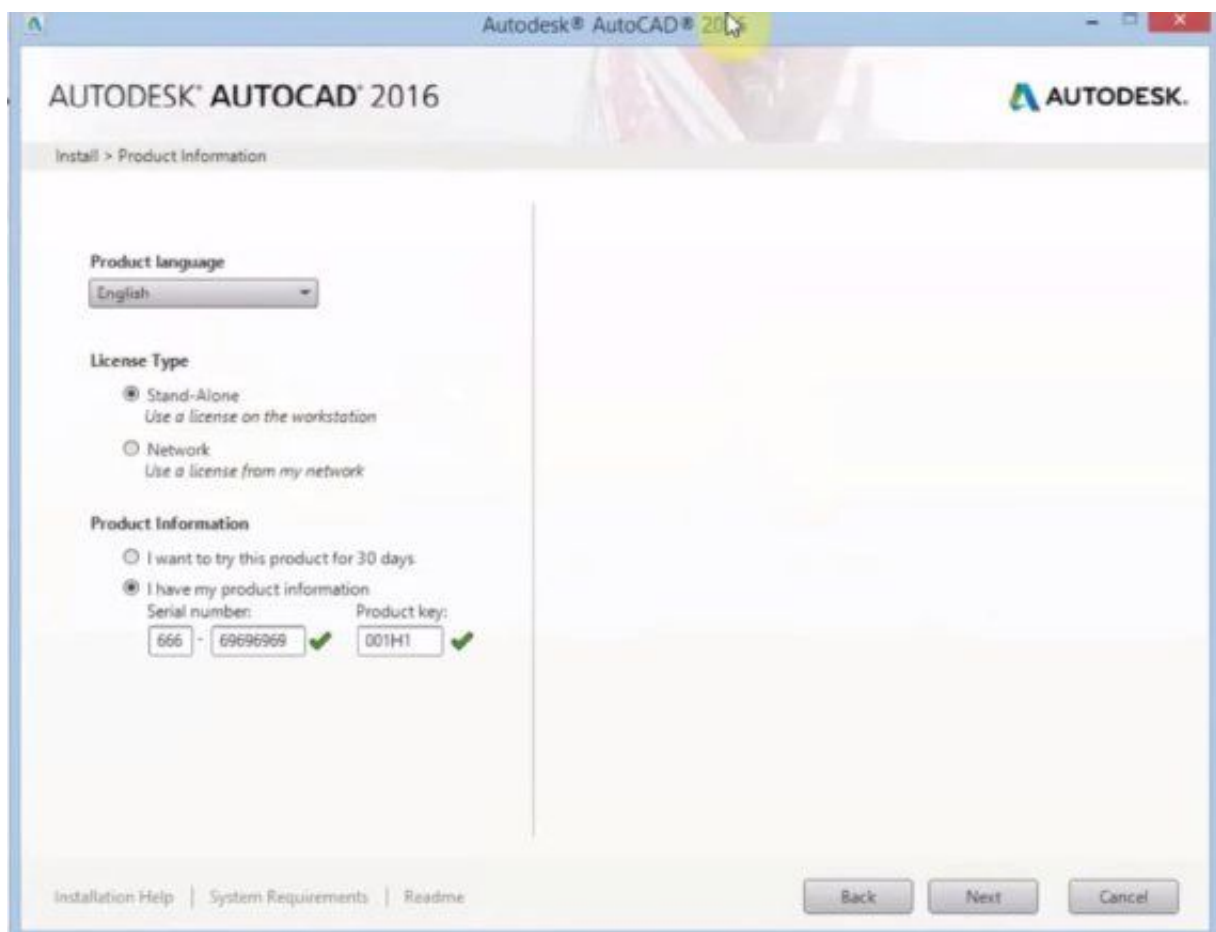 Autodesk® AutoCAD® 2016
AUTODESK® AUTOCAD® 2016
AUTODESK.
Install > Product Information
Product language
English
License Type
Stand-Alone
Use a license on the workstation
Network
Use a license from my network
Product Information
I want to try this product for 30 days
I have my product information
Serial number: Product key:
666 - 69696969 001H1
Installation Help | System Requirements | Readme Back Next Cancel